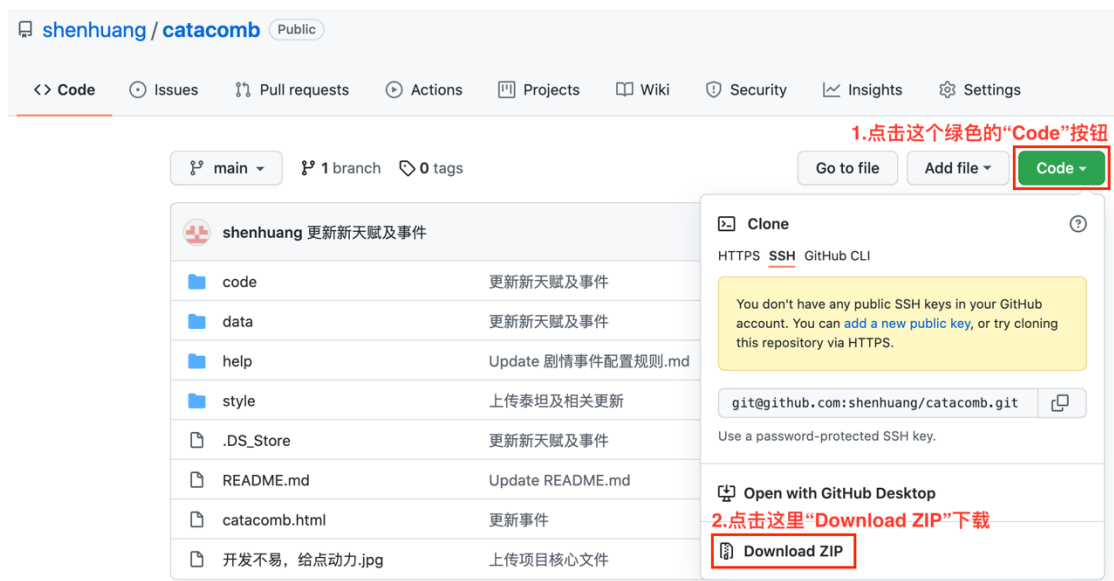 shenhuang / catacomb Public
Code Issues Pull requests Actions Projects Wiki Security Insights Settings
1.点击这个绿色的“Code”按钮
main 1 branch 0 tags Go to file Add file Code
shenhuang 更新新天赋及事件
code 更新新天赋及事件
data 更新新天赋及事件
help Update 剧情事件配置规则.md
style 上传泰坦及相关更新
.DS_Store 更新新天赋及事件
README.md Update README.md
catacomb.html 更新事件
开发不易，给点动力.jpg 上传项目核心文件
Clone
HTTPS SSH GitHub CLI
You don't have any public SSH keys in your GitHub
account. You can add a new public key, or try cloning
this repository via HTTPS.
git@github.com:shenhuang/catacomb.git
Use a password-protected SSH key.
Open with GitHub Desktop
2.点击这里“Download ZIP”下载
Download ZIP